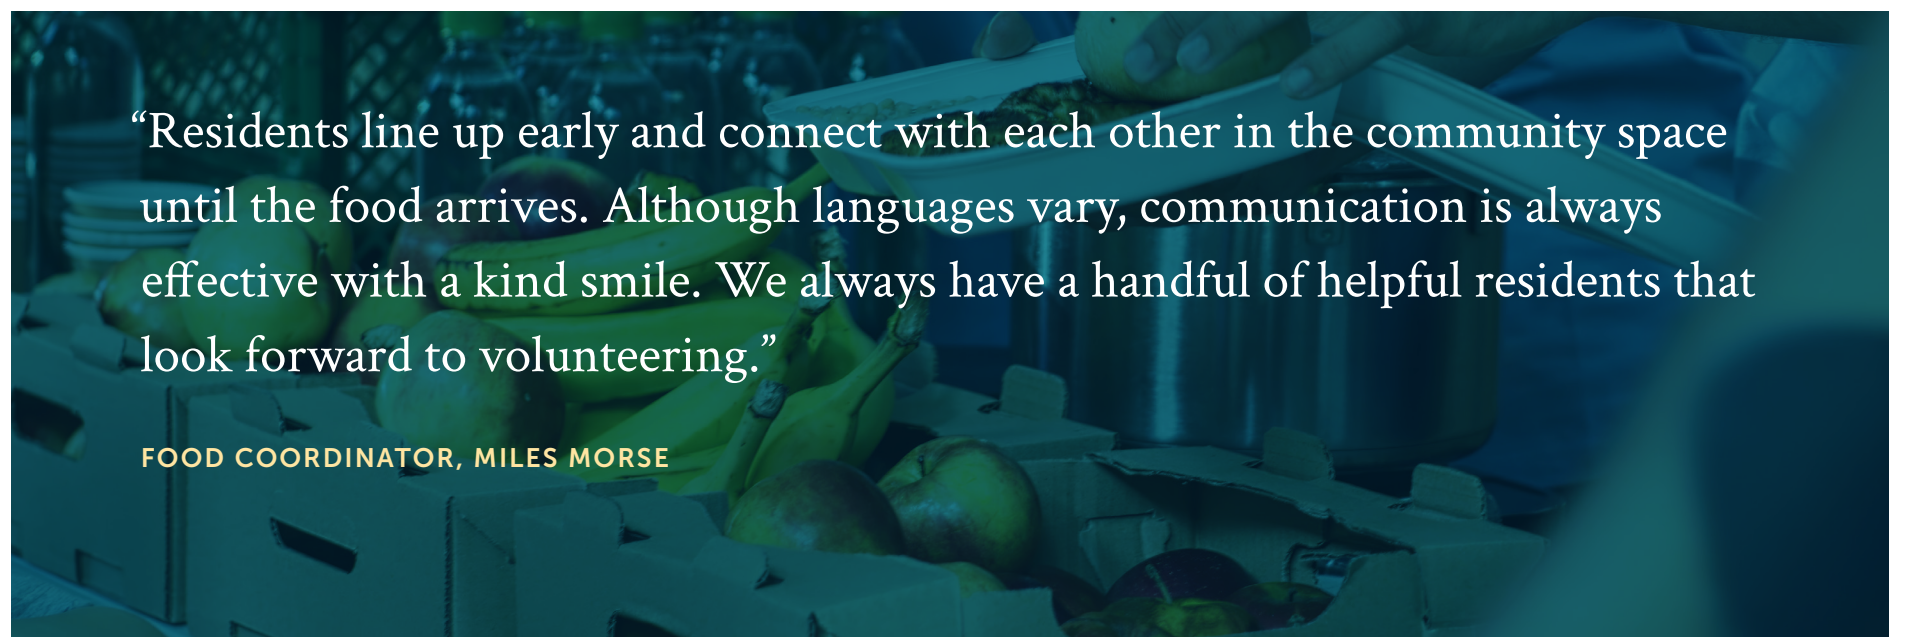 “Residents line up early and connect with each other in the community space
until the food arrives. Although languages vary, communication is always
effective with a kind smile. We always have a handful of helpful residents that
look forward to volunteering.”
FOOD COORDINATOR, MILES MORSE